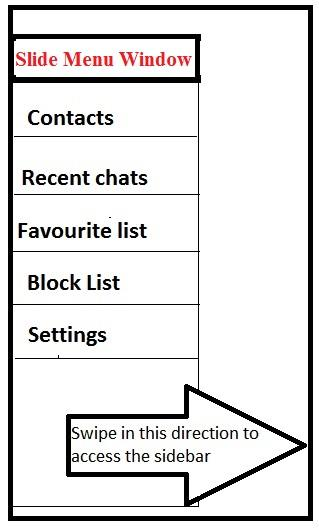 Slide Menu Window
Contacts
Recent chats
Favourite list
Block List
Settings
Swipe in this direction to
access the sidebar